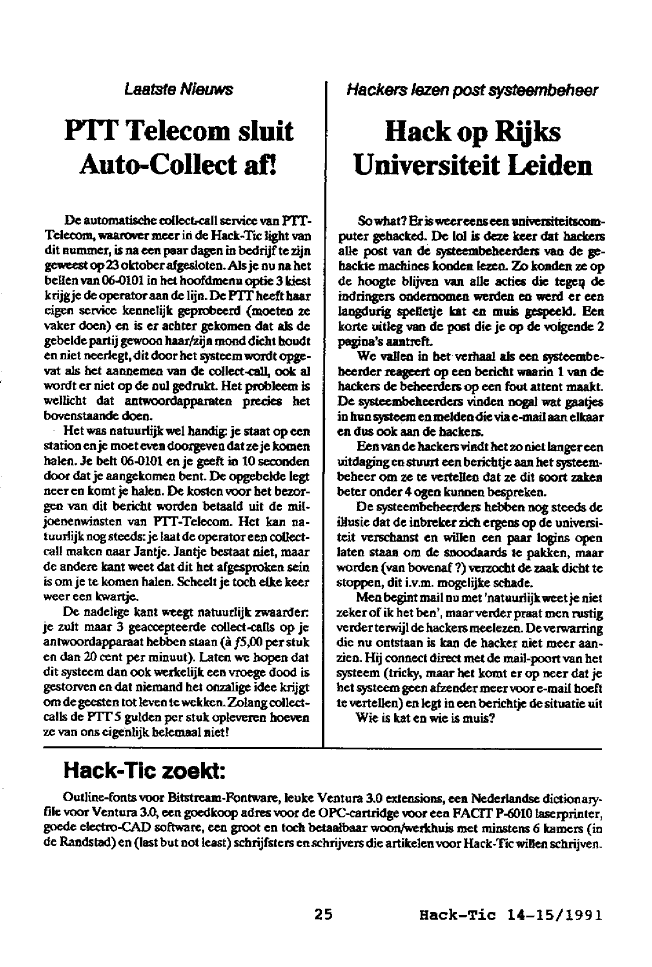 Laatste Nieuws
PTT Telecom sluit
Auto-Collect af!
De automatische collect-call service van PTT-
Telecom, waarover meer in de Hack-Tic light van
dit nummer, is na een paar dagen in bedrijf te zijn
geweest op 23 oktober afgesloten. Als je nu na het
bellen van 06-0101 in het hoofdmenu optie 3 kiest
krijg je de operator aan de lijn. De PTT heeft haar
eigen service kennelijk geprobeerd (moeten ze
vaker doen) en is er achter gekomen dat als de
gebelde partij gewoon haar/zijn mond dicht houdt
en niet neerlegt, dit door het systeem wordt opge-
vat als het aannemen van de collect-call, ook al
wordt er niet op de nul gedrukt. Het probleem is
wellicht dat antwoordapparaten precies het
bovenstaande doen.
Het was natuurlijk wel handig: je staat op een
station en je moet even doorgeven dat ze je komen
halen. Je belt 06-0101 en je geeft in 10 seconden
door dat je aangekomen bent. De opgebelde legt
neer en komt je halen. De kosten voor het bezor-
gen van dit bericht worden betaald uit de mil-
joenenwinsten van PTT-Telecom. Het kan na-
tuurlijk nog steeds: je laat de operator een collect-
call maken naar Jantje. Jantje bestaat niet, maar
de andere kant weet dat dit het afgesproken sein
is om je te komen halen. Scheelt je toch elke keer
weer een kwartje.
De nadelige kant weegt natuurlijk zwaarder:
je zult maar 3 geaccepteerde collect-calls op je
antwoordapparaat hebben staan (à ƒ5,00 per stuk
en dan 20 cent per minuut). Laten we hopen dat
dit systeem dan ook werkelijk een vroege dood is
gestorven en dat niemand het onzalige idee krijgt
om de geesten tot leven te wekken. Zolang collect-
calls de PTT 5 gulden per stuk opleveren hoeven
ze van ons eigenlijk helemaal niet!
Hackers lezen post systeembeheer
Hack op Rijks
Universiteit Leiden
So what? Er is weer eens een universiteitscom-
puter gehacked. De lol is deze keer dat hackers
alle post van de systeembeheerders van de ge-
hackte machines konden lezen. Zo konden ze op
de hoogte blijven van alle acties die tegen de
indringers ondernomen werden en werd er een
langdurig spelletje kat en muis gespeeld. Een
korte uitleg van de post die je op de volgende 2
pagina's aantreft.
We vallen in het verhaal als een systeembe-
heerder reageert op een bericht waarin 1 van de
hackers de beheerders op een fout attent maakt.
De systeembeheerders vinden nogal wat gaatjes
in hun systeem en melden die via e-mail aan elkaar
en dus ook aan de hackers.
Een van de hackers vindt het zo niet langer een
uitdaging en stuurt een berichtje aan het systeem-
beheer om ze te vertellen dat ze dit soort zaken
beter onder 4 ogen kunnen bespreken.
De systeembeheerders hebben nog steeds de
illusie dat de inbreker zich ergens op de universi-
teit verschanst en willen een paar logins open
laten staan om de snoodaards te pakken, maar
worden (van bovenaf ?) verzocht de zaak dicht te
stoppen, dit i.v.m. mogelijke schade.
Men begint mail nu met 'natuurlijk weet je niet
zeker of ik het ben', maar verder praat men rustig
verder terwijl de hackers meelezen. De verwarring
die nu ontstaan is kan de hacker niet meer aan-
zien. Hij connect direct met de mail-poort van het
systeem (tricky, maar het komt er op neer dat je
het systeem geen afzender meer voor e-mail hoeft
te vertellen) en legt in een berichtje de situatie uit
Wie is kat en wie is muis?
Hack-Tic zoekt:
Outline-fonts voor Bitstream-Fontware, leuke Ventura 3.0 extensions, een Nederlandse dictionary-
file voor Ventura 3.0, een goedkoop adres voor de OPC-cartridge voor een FACIT P-6010 laserprinter,
goede electro-CAD software, een groot en toch betaalbaar woon/werkhuis met minstens 6 kamers (in
de Randstad) en (last but not least) schrijfsters en schrijvers die artikelen voor Hack-Tic willen schrijven.
25 Hack-Tic 14-15/1991